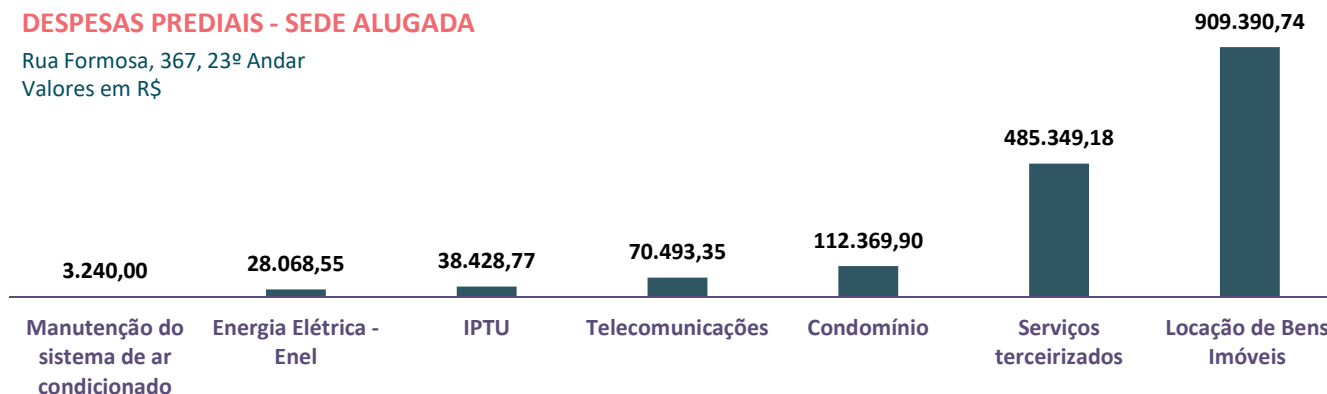 DESPESAS PREDIAIS - SEDE ALUGADA
Rua Formosa, 367, 23º Andar
Valores em R$
3.240,00
28.068,55
38.428,77
70.493,35
112.369,90
485.349,18
909.390,74
Manutenção do
sistema de ar
condicionado
Energia Elétrica -
Enel
IPTU
Telecomunicações
Condomínio
Serviços
terceirizados
Locação de Bens
Imóveis